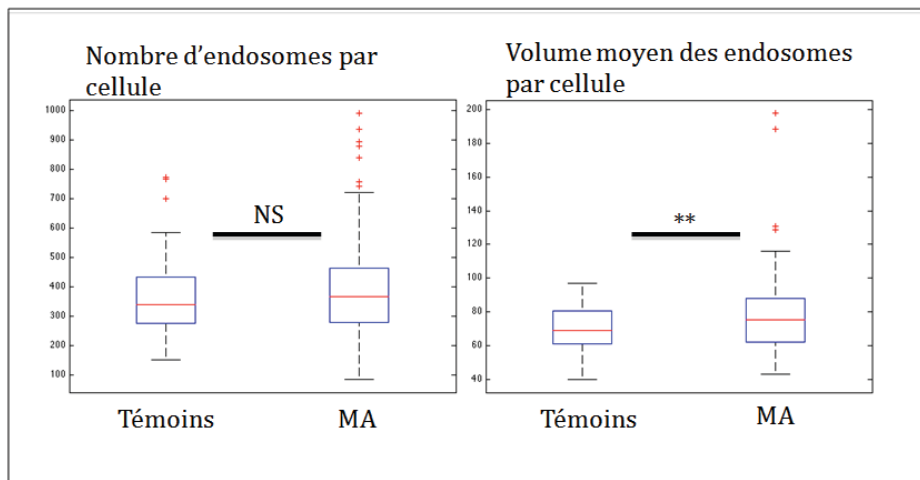 Nombre d'endosomes par
cellule
1000
900
800
700
600
500
400
300
200
100
NS
Témoins
MA
Volume moyen des endosomes
par cellule
200
180
160
140
120
100
80
60
40
**
Témoins
MA